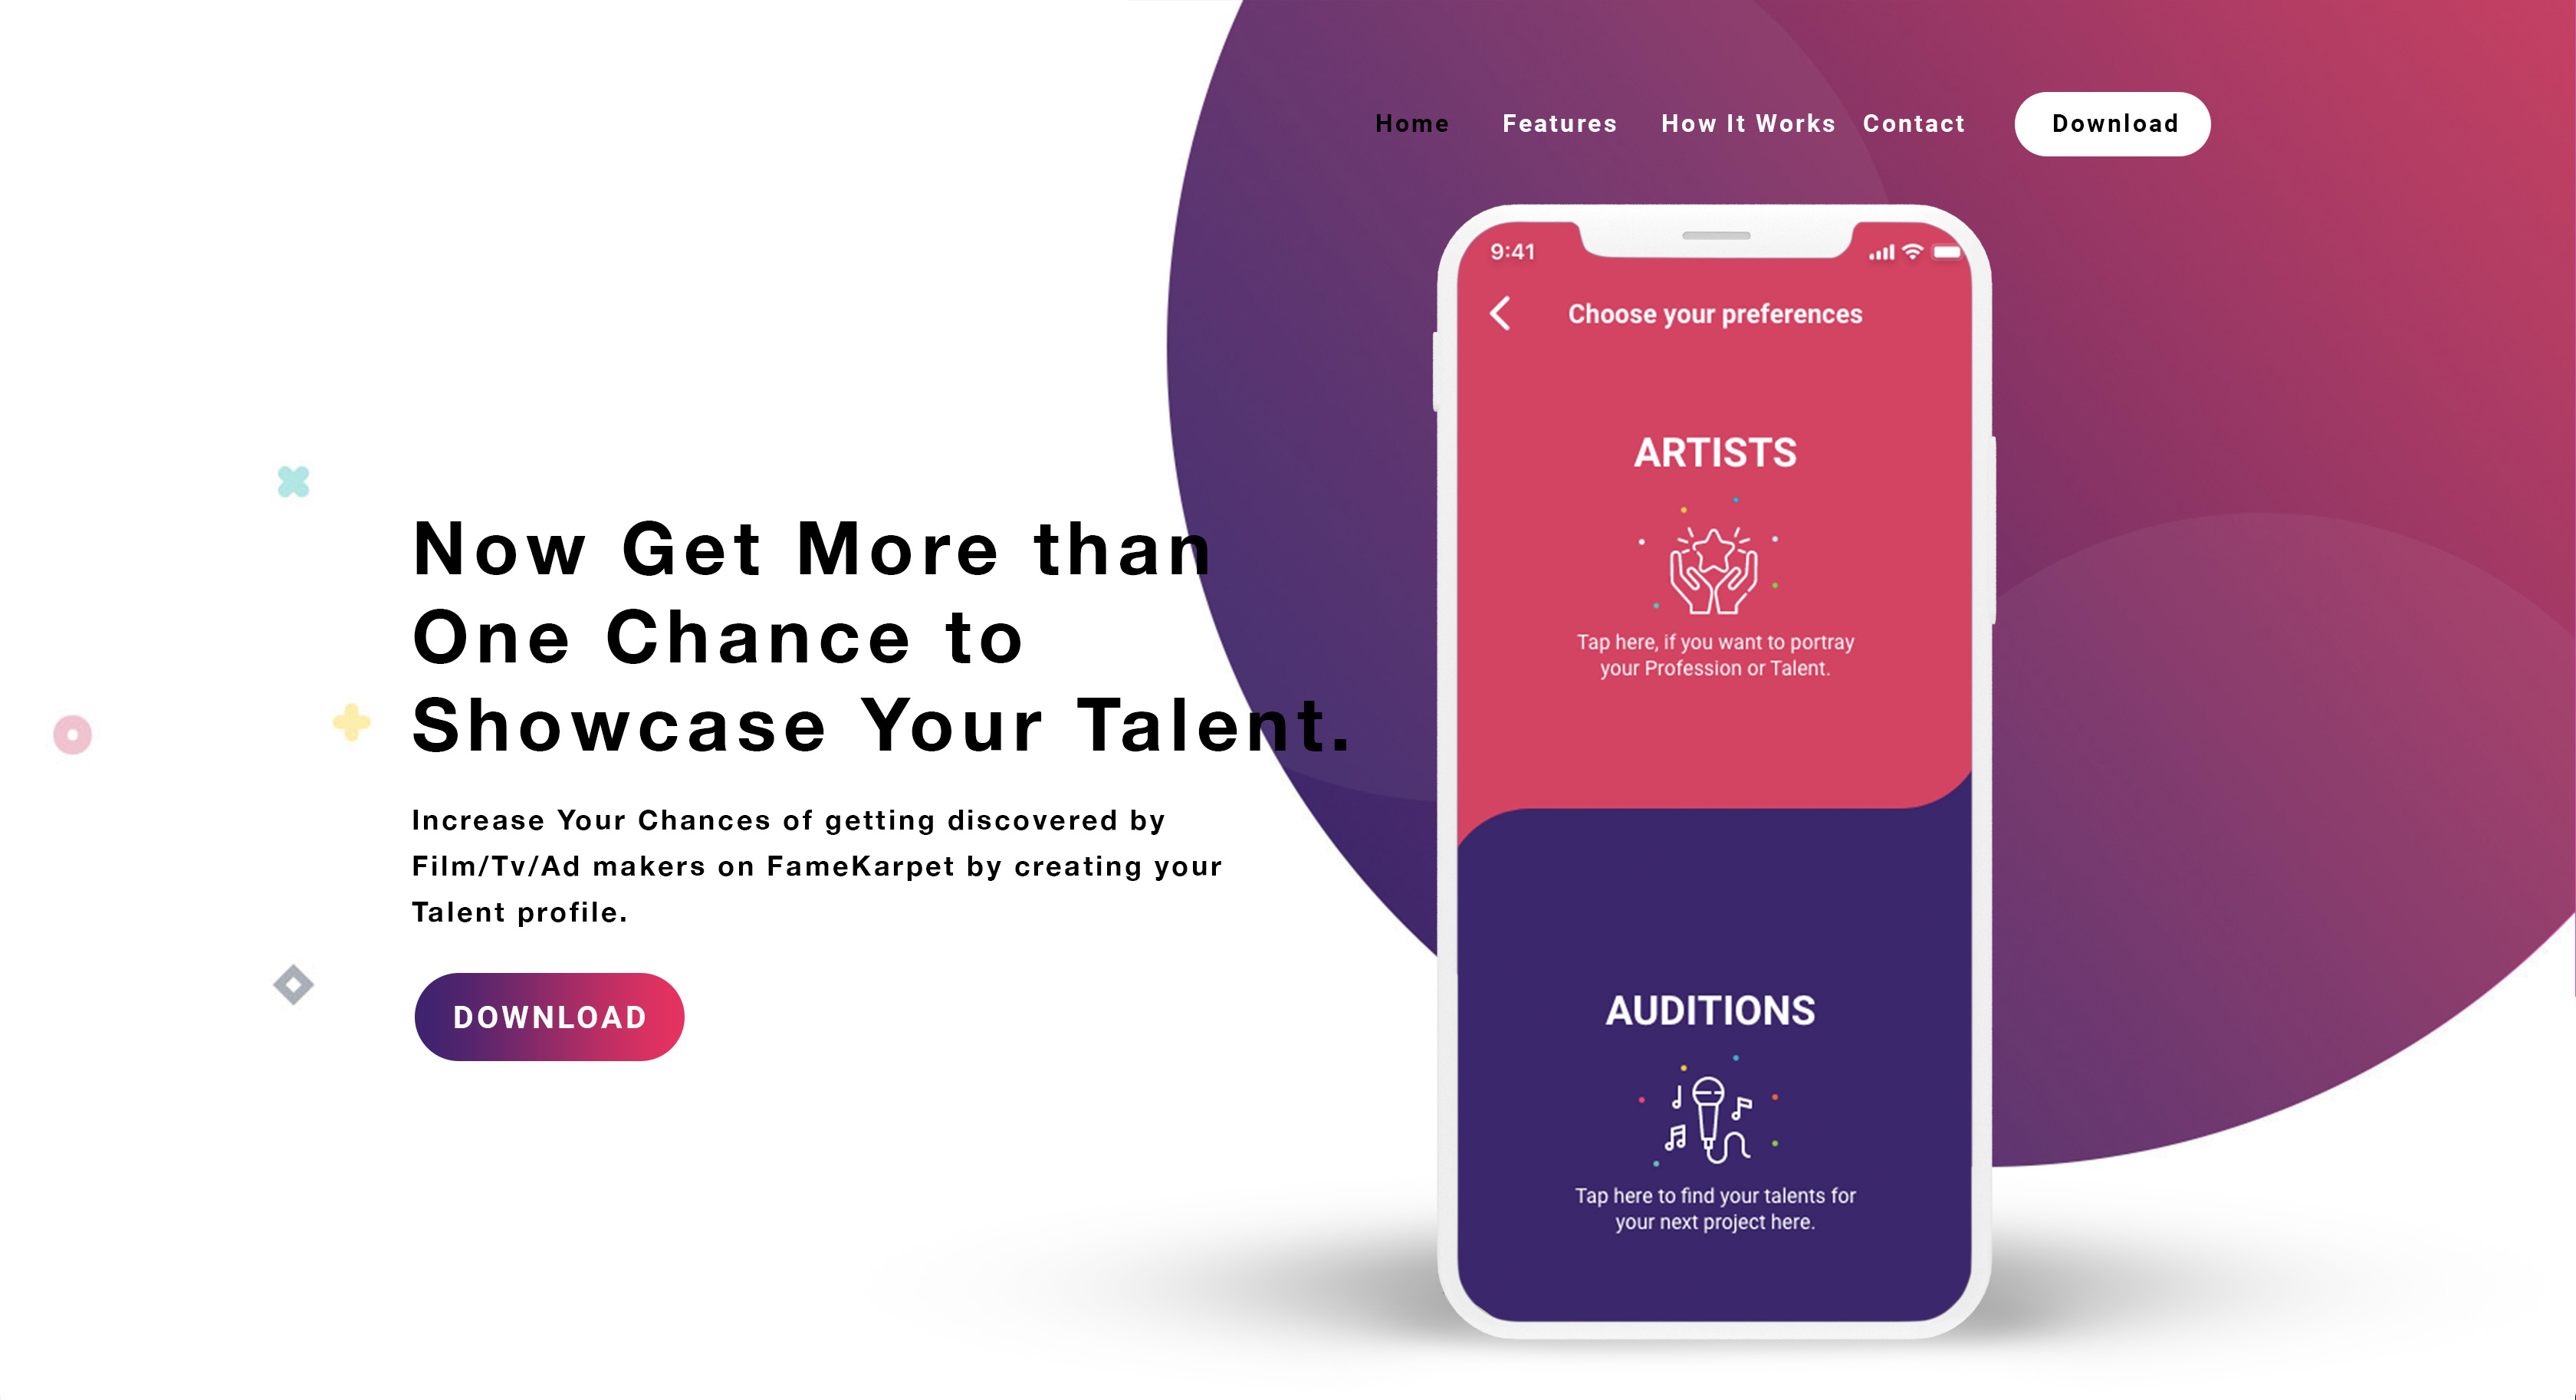 Home Features How It Works Contact Download
Now Get More than
One Chance to
Showcase Your Talent.
Increase Your Chances of getting discovered by
Film/Tv/Ad makers on FameKarpet by creating your
Talent profile.
DOWNLOAD
9:41
Choose your preferences
ARTISTS
Tap here, if you want to portray
your Profession or Talent.
AUDITIONS
Tap here to find your talents for
your next project here.